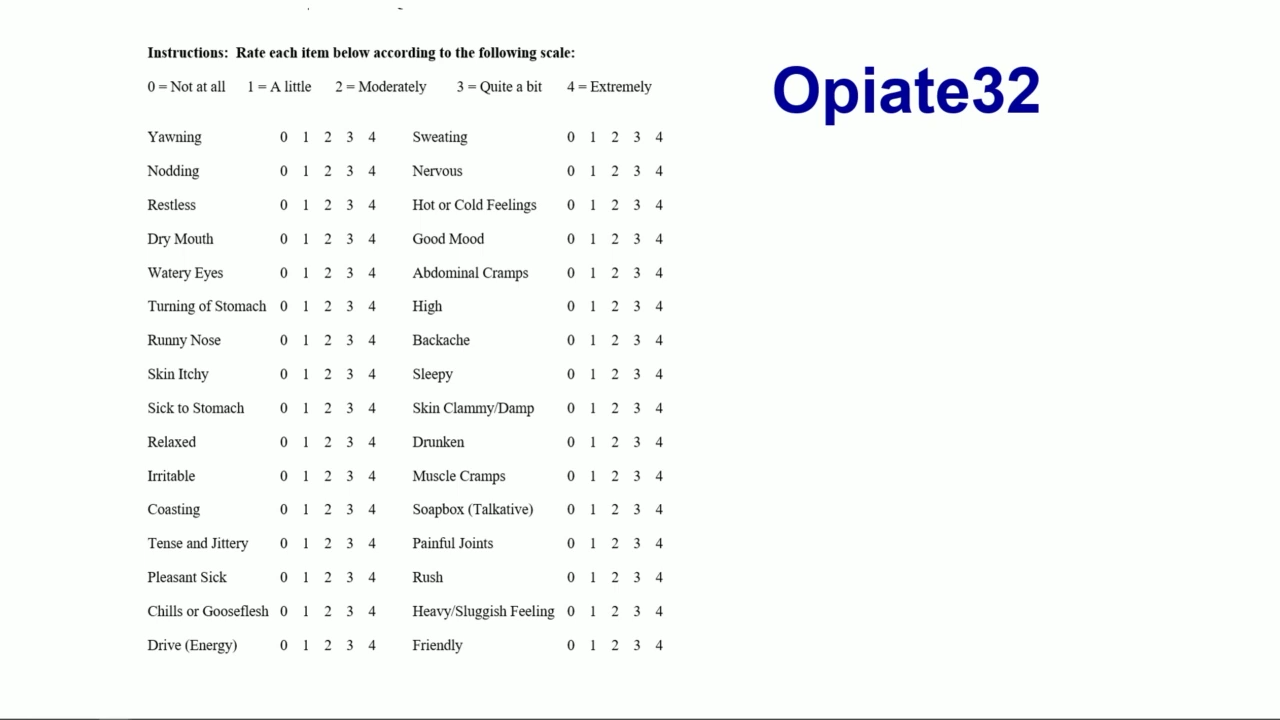 Instructions:  Rate each item below according to the following scale:
Opiate32
0 = Not at all 1 = A little 2 = Moderately 3 = Quite a bit 4 = Extremely
Yawning 0 1 2 3 4 Sweating 0 1 2 3 4
Nodding 0 1 2 3 4 Nervous 0 1 2 3 4
Restless 0 1 2 3 4 Hot or Cold Feelings 0 1 2 3 4
Dry Mouth 0 1 2 3 4 Good Mood 0 1 2 3 4
Watery Eyes 0 1 2 3 4 Abdominal Cramps 0 1 2 3 4
Turning of Stomach 0 1 2 3 4 High 0 1 2 3 4
Runny Nose 0 1 2 3 4 Backache 0 1 2 3 4
Skin Itchy 0 1 2 3 4 Sleepy 0 1 2 3 4
Sick to Stomach 0 1 2 3 4 Skin Clammy/Damp 0 1 2 3 4
Relaxed 0 1 2 3 4 Drunken 0 1 2 3 4
Irritable 0 1 2 3 4 Muscle Cramps 0 1 2 3 4
Coasting 0 1 2 3 4 Soapbox (Talkative) 0 1 2 3 4
Tense and Jittery 0 1 2 3 4 Painful Joints 0 1 2 3 4
Pleasant Sick 0 1 2 3 4 Rush 0 1 2 3 4
Chills or Gooseflesh 0 1 2 3 4 Heavy/Sluggish Feeling 0 1 2 3 4
Drive (Energy) 0 1 2 3 4 Friendly 0 1 2 3 4